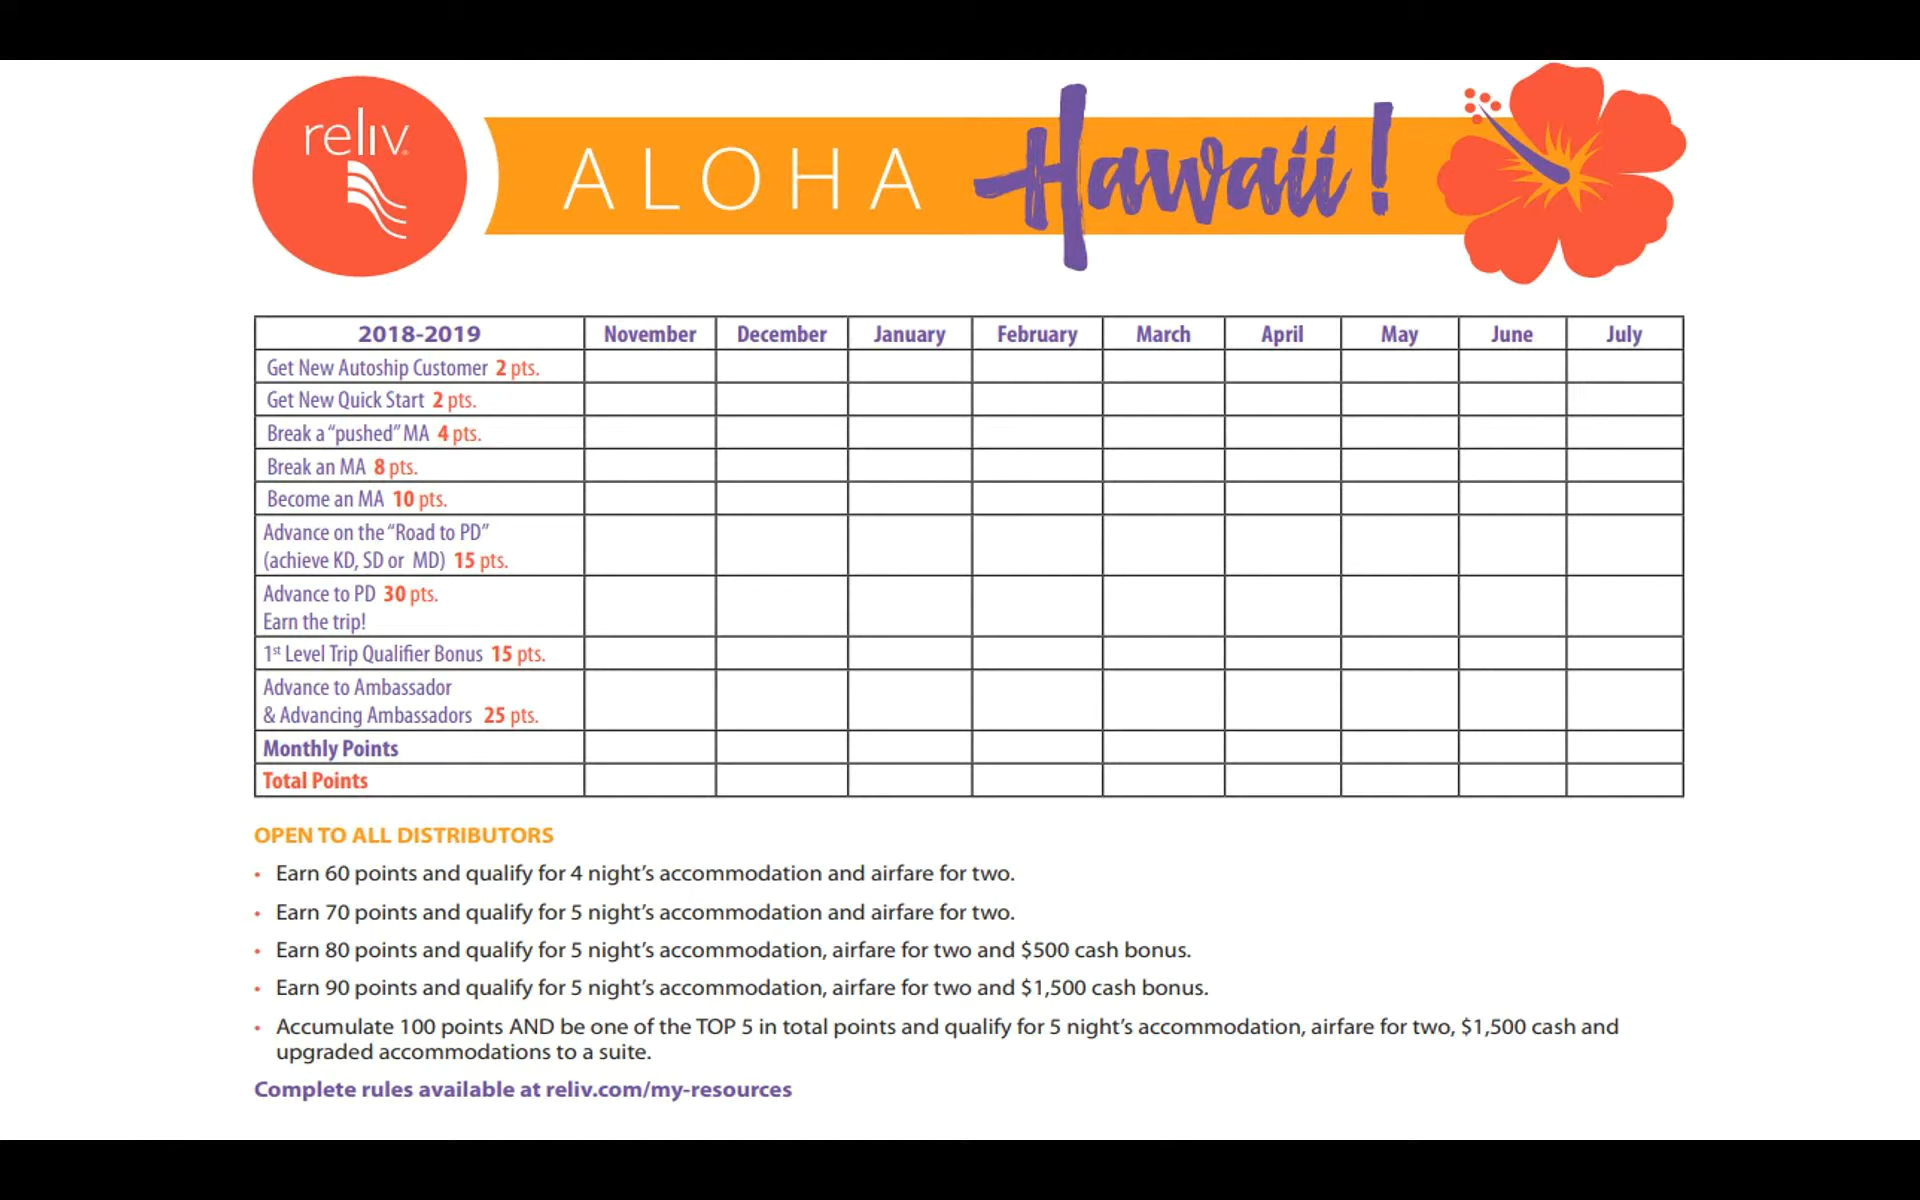 reliv®
ALOHA Hawaii!
2018-2019 November December January February March April May June July
Get New Autoship Customer 2 pts.
Get New Quick Start 2 pts.
Break a “pushed” MA 4 pts.
Break an MA 8 pts.
Become an MA 10 pts.
Advance on the “Road to PD”
(achieve KD, SD or MD) 15 pts.
Advance to PD 30 pts.
Earn the trip!
1st Level Trip Qualifier Bonus 15 pts.
Advance to Ambassador
& Advancing Ambassadors 25 pts.
Monthly Points
Total Points
OPEN TO ALL DISTRIBUTORS
• Earn 60 points and qualify for 4 night’s accommodation and airfare for two.
• Earn 70 points and qualify for 5 night’s accommodation and airfare for two.
• Earn 80 points and qualify for 5 night’s accommodation, airfare for two and $500 cash bonus.
• Earn 90 points and qualify for 5 night’s accommodation, airfare for two and $1,500 cash bonus.
• Accumulate 100 points AND be one of the TOP 5 in total points and qualify for 5 night’s accommodation, airfare for two, $1,500 cash and
upgraded accommodations to a suite.
Complete rules available at reliv.com/my-resources